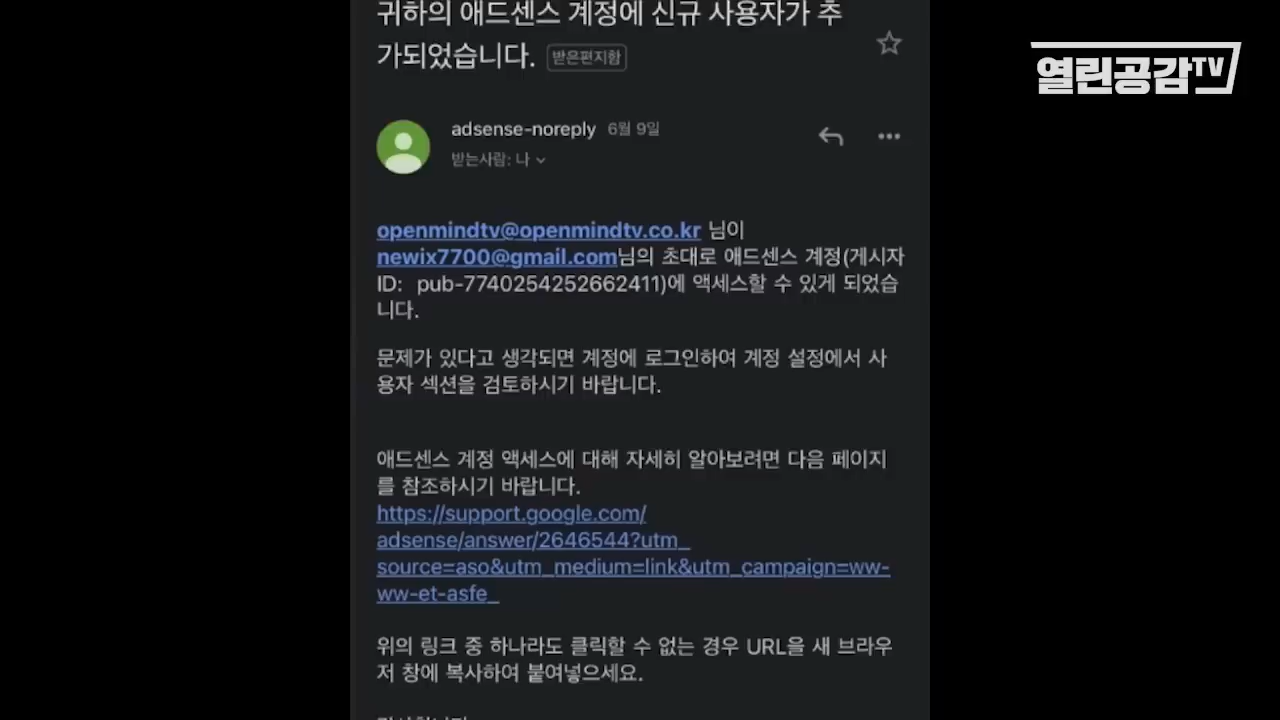 귀하의 애드센스 계정에 신규 사용자가 추
가되었습니다. 받은편지함
열린공감TV
adsense-noreply 6월 9일
받는사람: 나
openmindtv@openmindtv.co.kr 님이
newix7700@gmail.com님의 초대로 애드센스 계정(게시자
ID: pub-7740254252662411)에 액세스할 수 있게 되었습
니다.
문제가 있다고 생각되면 계정에 로그인하여 계정 설정에서 사
용자 섹션을 검토하시기 바랍니다.
애드센스 계정 액세스에 대해 자세히 알아보려면 다음 페이지
를 참조하시기 바랍니다.
https://support.google.com/
adsense/answer/2646544?utm_
source=aso&utm_medium=link&utm_campaign=ww-
ww-et-asfe_
위의 링크 중 하나라도 클릭할 수 없는 경우 URL을 새 브라우
저 창에 복사하여 붙여넣으세요.